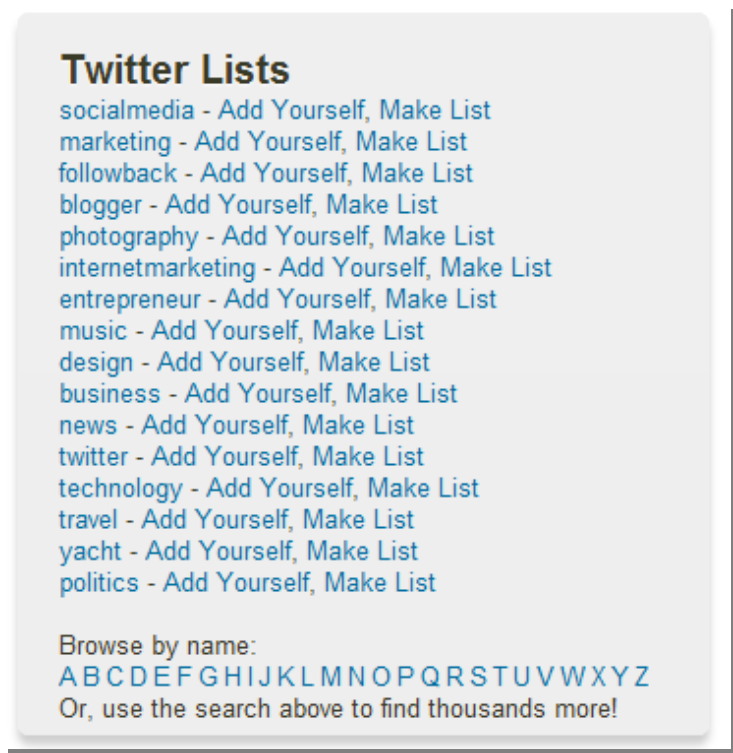 Twitter Lists
socialmedia - Add Yourself, Make List
marketing - Add Yourself, Make List
followback - Add Yourself, Make List
blogger - Add Yourself, Make List
photography - Add Yourself, Make List
internetmarketing - Add Yourself, Make List
entrepreneur - Add Yourself, Make List
music - Add Yourself, Make List
design - Add Yourself, Make List
business - Add Yourself, Make List
news - Add Yourself, Make List
twitter - Add Yourself, Make List
technology - Add Yourself, Make List
travel - Add Yourself, Make List
yacht - Add Yourself, Make List
politics - Add Yourself, Make List
Browse by name:
A B C D E F G H I J K L M N O P Q R S T U V W X Y Z
Or, use the search above to find thousands more!